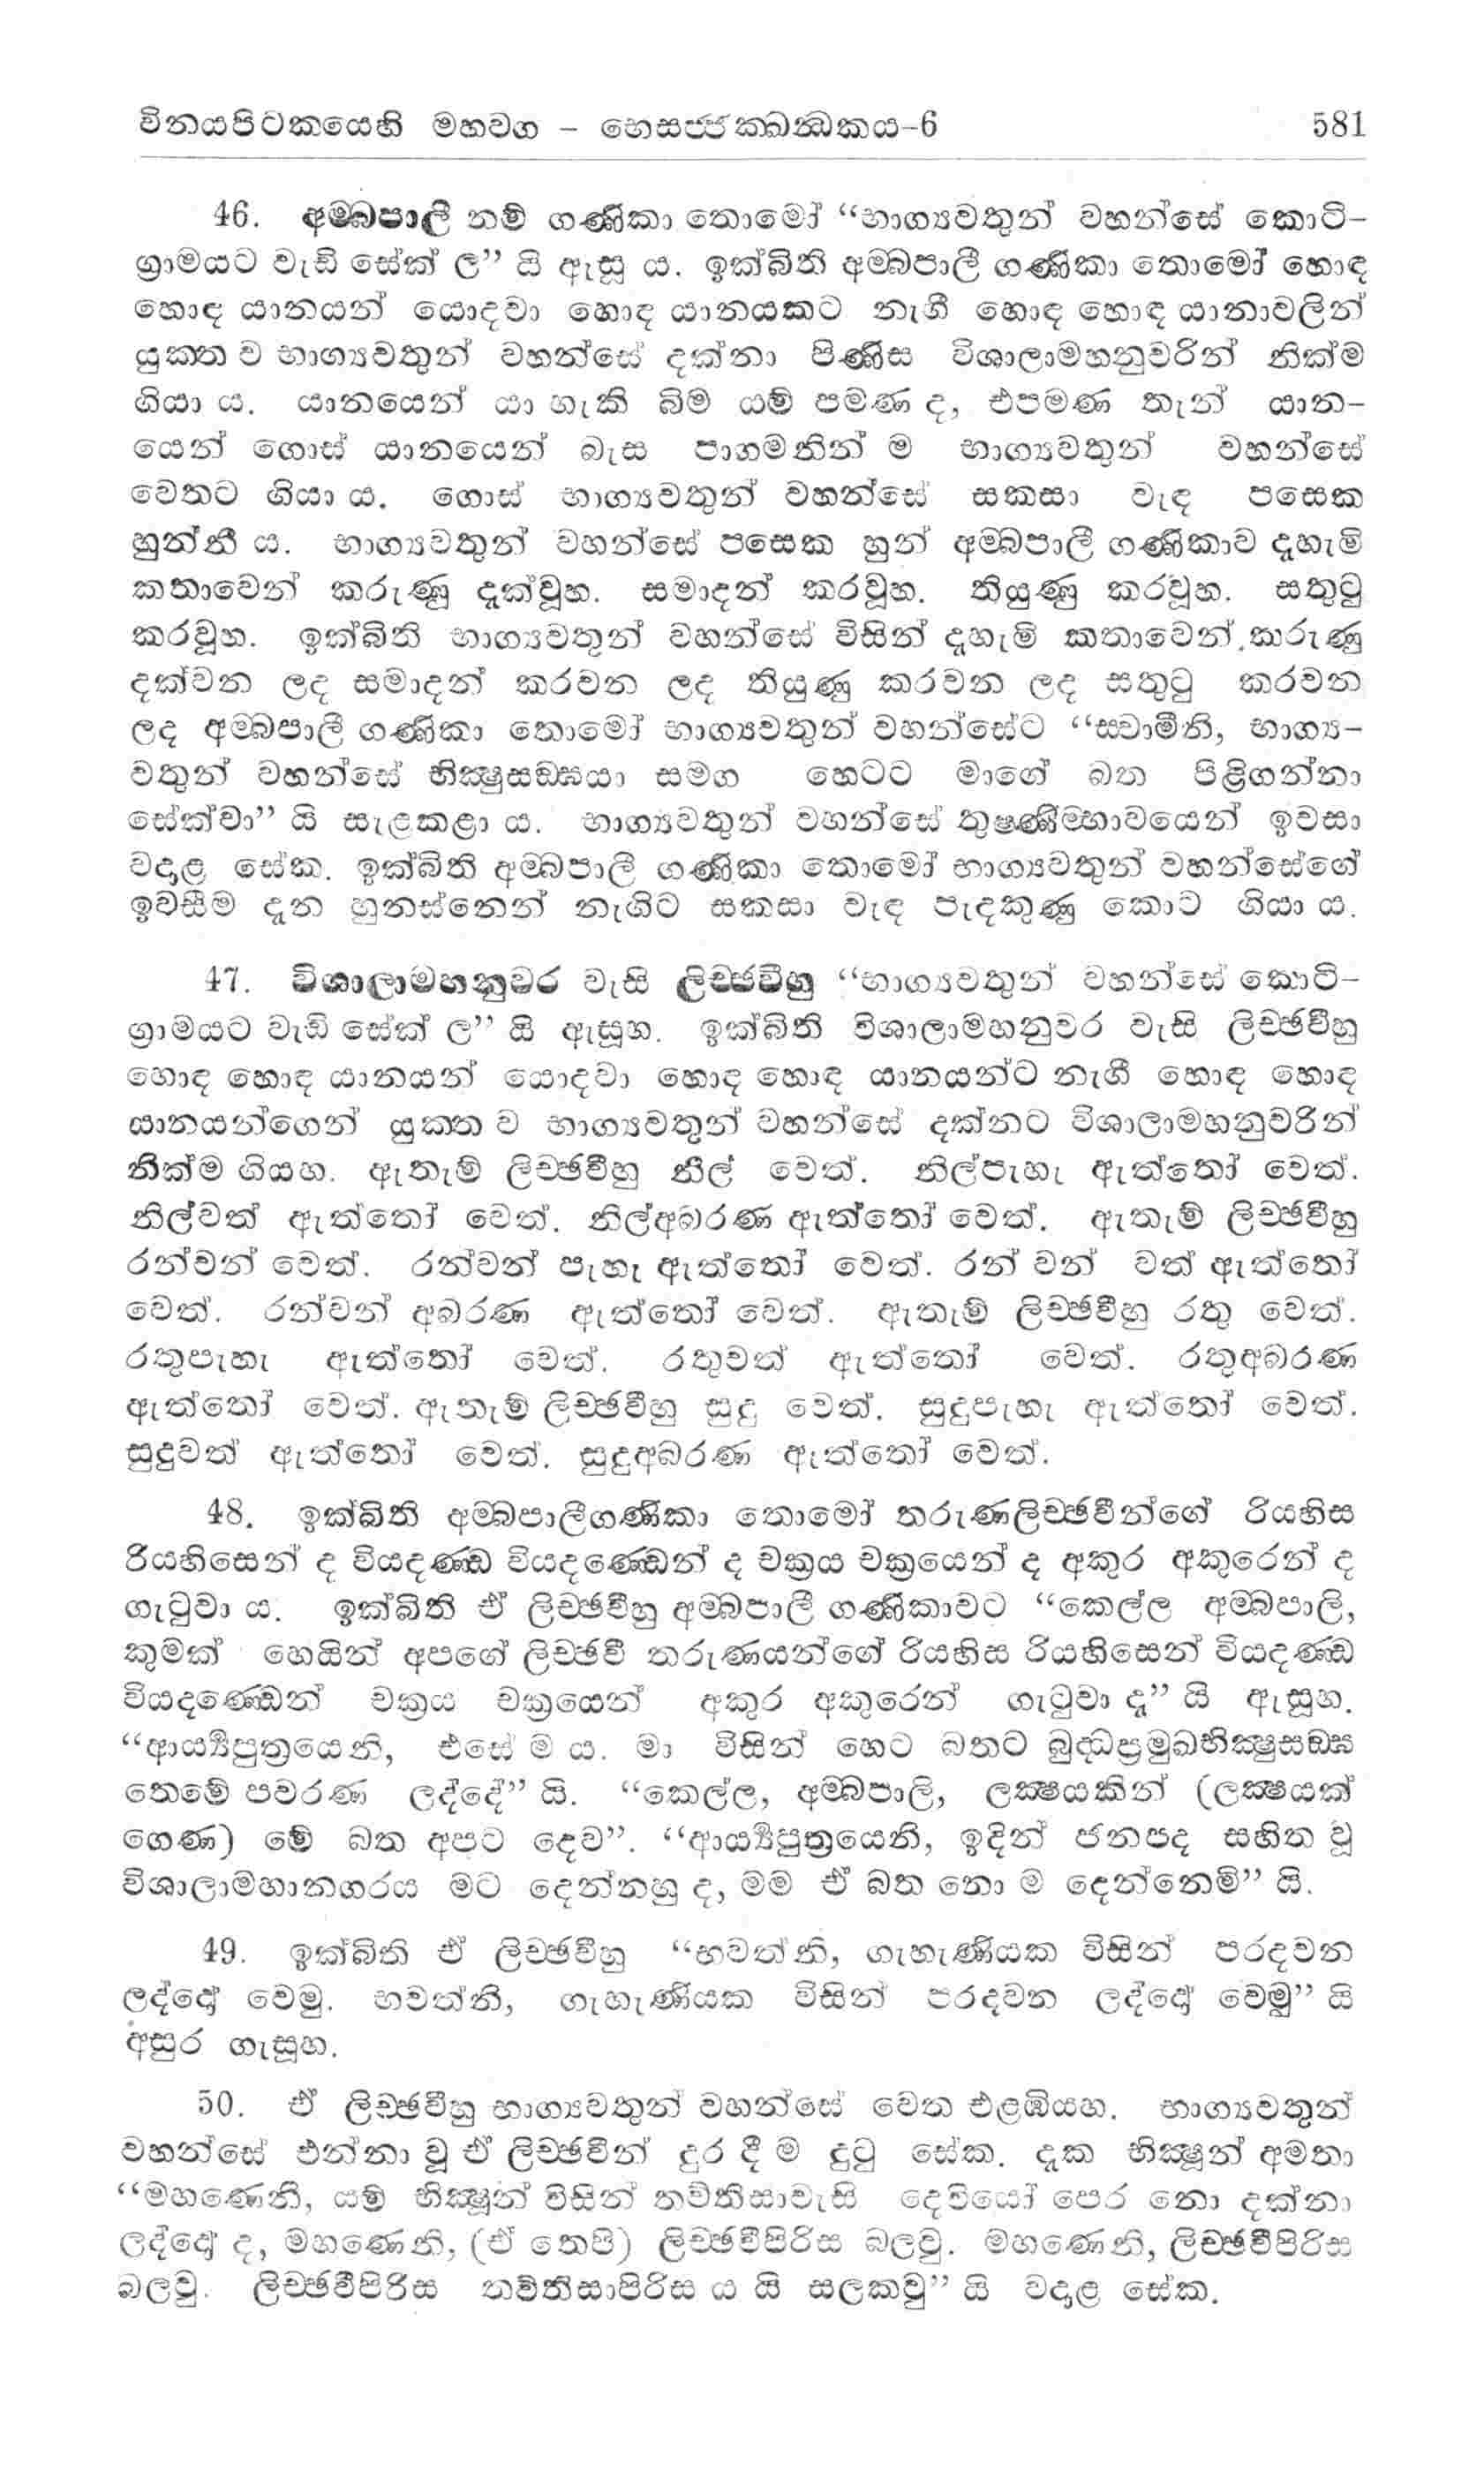 විනයපිටකයෙහි මහවග - භෙසජ්ජක්ඛන්ධකය-6 581
46. අම්බපාලී නම් ගණිකා තොමෝ “භාග්‍යවතුන් වහන්සේ කොටි-
ග්‍රාමයට වැඩි සේක් ල” යි ඇසූ ය. ඉක්බිති අම්බපාලී ගණිකා තොමෝ හොඳ
හොඳ යානයන් යොදවා හොඳ යානයකට නැගී හොඳ හොඳ යානාවලින්
යුක්ත ව භාග්‍යවතුන් වහන්සේ දක්නා පිණිස විශාලාමහනුවරින් නික්ම
ගියා ය. යානයෙන් යා හැකි බිම යම් පමණ ද, එපමණ තැන් යාන-
යෙන් ගොස් යානයෙන් බැස පාගමනින් ම භාග්‍යවතුන් වහන්සේ
වෙතට ගියා ය. ගොස් භාග්‍යවතුන් වහන්සේ සකසා වැඳ පසෙක
හුන්නී ය. භාග්‍යවතුන් වහන්සේ පසෙක හුන් අම්බපාලී ගණිකාව දැහැමි
කතාවෙන් කරුණු දැක්වූහ. සමාදන් කරවූහ. තියුණු කරවූහ. සතුටු
කරවූහ. ඉක්බිති භාග්‍යවතුන් වහන්සේ විසින් දැහැමි කතාවෙන් කරුණු
දක්වන ලද සමාදන් කරවන ලද තියුණු කරවන ලද සතුටු කරවන
ලද අම්බපාලී ගණිකා තොමෝ භාග්‍යවතුන් වහන්සේට “ස්වාමීනි, භාග්‍ය-
වතුන් වහන්සේ භික්ෂුසඞ්ඝයා සමග හෙටට මාගේ බත පිළිගන්නා
සේක්වා” යි සැළකළා ය. භාග්‍යවතුන් වහන්සේ තුෂ්ණීම්භාවයෙන් ඉවසා
වදාළ සේක. ඉක්බිති අම්බපාලී ගණිකා තොමෝ භාග්‍යවතුන් වහන්සේගේ
ඉවසීම දැන හුනස්නෙන් නැගිට සකසා වැඳ පැදකුණු කොට ගියා ය.
47. විශාලාමහනුවර වැසි ලිච්ඡවීහු “භාග්‍යවතුන් වහන්සේ කොටි-
ග්‍රාමයට වැඩි සේක් ල” යි ඇසූහ. ඉක්බිති විශාලාමහනුවර වැසි ලිච්ඡවීහු
හොඳ හොඳ යානයන් යොදවා හොඳ හොඳ යානයන්ට නැගී හොඳ හොඳ
යානයන්ගෙන් යුක්ත ව භාග්‍යවතුන් වහන්සේ දක්නට විශාලාමහනුවරින්
නික්ම ගියහ. ඇතැම් ලිච්ඡවීහු නීල් වෙත්. නිල්පැහැ ඇත්තෝ වෙත්.
නිල්වත් ඇත්තෝ වෙත්. නිල්අබරණ ඇත්තෝ වෙත්. ඇතැම් ලිච්ඡවීහු
රන්වන් වෙත්. රන්වන් පැහැ ඇත්තෝ වෙත්. රන් වන් වත් ඇත්තෝ
වෙත්. රන්වන් අබරණ ඇත්තෝ වෙත්. ඇතැම් ලිච්ඡවීහු රතු වෙත්.
රතුපැහැ ඇත්තෝ වෙත්. රතුවත් ඇත්තෝ වෙත්. රතුඅබරණ
ඇත්තෝ වෙත්. ඇතැම් ලිච්ඡවීහු සුදු වෙත්. සුදුපැහැ ඇත්තෝ වෙත්.
සුදුවත් ඇත්තෝ වෙත්. සුදුඅබරණ ඇත්තෝ වෙත්.
48. ඉක්බිති අම්බපාලීගණිකා තොමෝ තරුණලිච්ඡවීන්ගේ රියහිස
රියහිසෙන් ද වියදණ්ඩ වියදණ්ඩෙන් ද චක්‍රය චක්‍රයෙන් ද අකුර අකුරෙන් ද
ගැටුවා ය. ඉක්බිති ඒ ලිච්ඡවීහු අම්බපාලී ගණිකාවට “කෙල්ල අම්බපාලි,
කුමක් හෙයින් අපගේ ලිච්ඡවී තරුණයන්ගේ රියහිස රියහිසෙන් වියදණ්ඩ
වියදණ්ඩෙන් චක්‍රය චක්‍රයෙන් අකුර අකුරෙන් ගැටුවා දැ” යි ඇසූහ.
“ආර්‍ය්‍යපුත්‍රයෙනි, එසේ ම ය. මා විසින් හෙට බතට බුද්ධප්‍රමුඛභික්ෂුසඞ්ඝ
තෙමේ පවරණ ලද්දේ” යි. “කෙල්ල, අම්බපාලි, ලක්ෂයකින් (ලක්ෂයක්
ගෙණ) මේ බත අපට දෙව”. “ආර්‍ය්‍යපුත්‍රයෙනි, ඉදින් ජනපද සහිත වූ
විශාලාමහානගරය මට දෙන්නහු ද, මම ඒ බත නො ම දෙන්නෙමි” යි.
49. ඉක්බිති ඒ ලිච්ඡවීහු “භවත්නි, ගැහැණියක විසින් පරදවන
ලද්දෝ වෙමු. භවත්නි, ගැහැණියක විසින් පරදවන ලද්දෝ වෙමු” යි
අසුර ගැසූහ.
50. ඒ ලිච්ඡවීහු භාග්‍යවතුන් වහන්සේ වෙත එළඹියහ. භාග්‍යවතුන්
වහන්සේ එන්නා වූ ඒ ලිච්ඡවීන් දුර දී ම දුටු සේක. දැක භික්ෂූන් අමතා
“මහණෙනි, යම් භික්ෂූන් විසින් තව්තිසාවැසි දෙවියෝ පෙර නො දක්නා
ලද්දෝ ද, මහණෙනි, (ඒ තෙපි) ලිච්ඡවීපිරිස බලවු. මහණෙනි, ලිච්ඡවීපිරිස
බලවු. ලිච්ඡවීපිරිස තව්තිසාපිරිස ය යි සලකවු” යි වදාළ සේක.